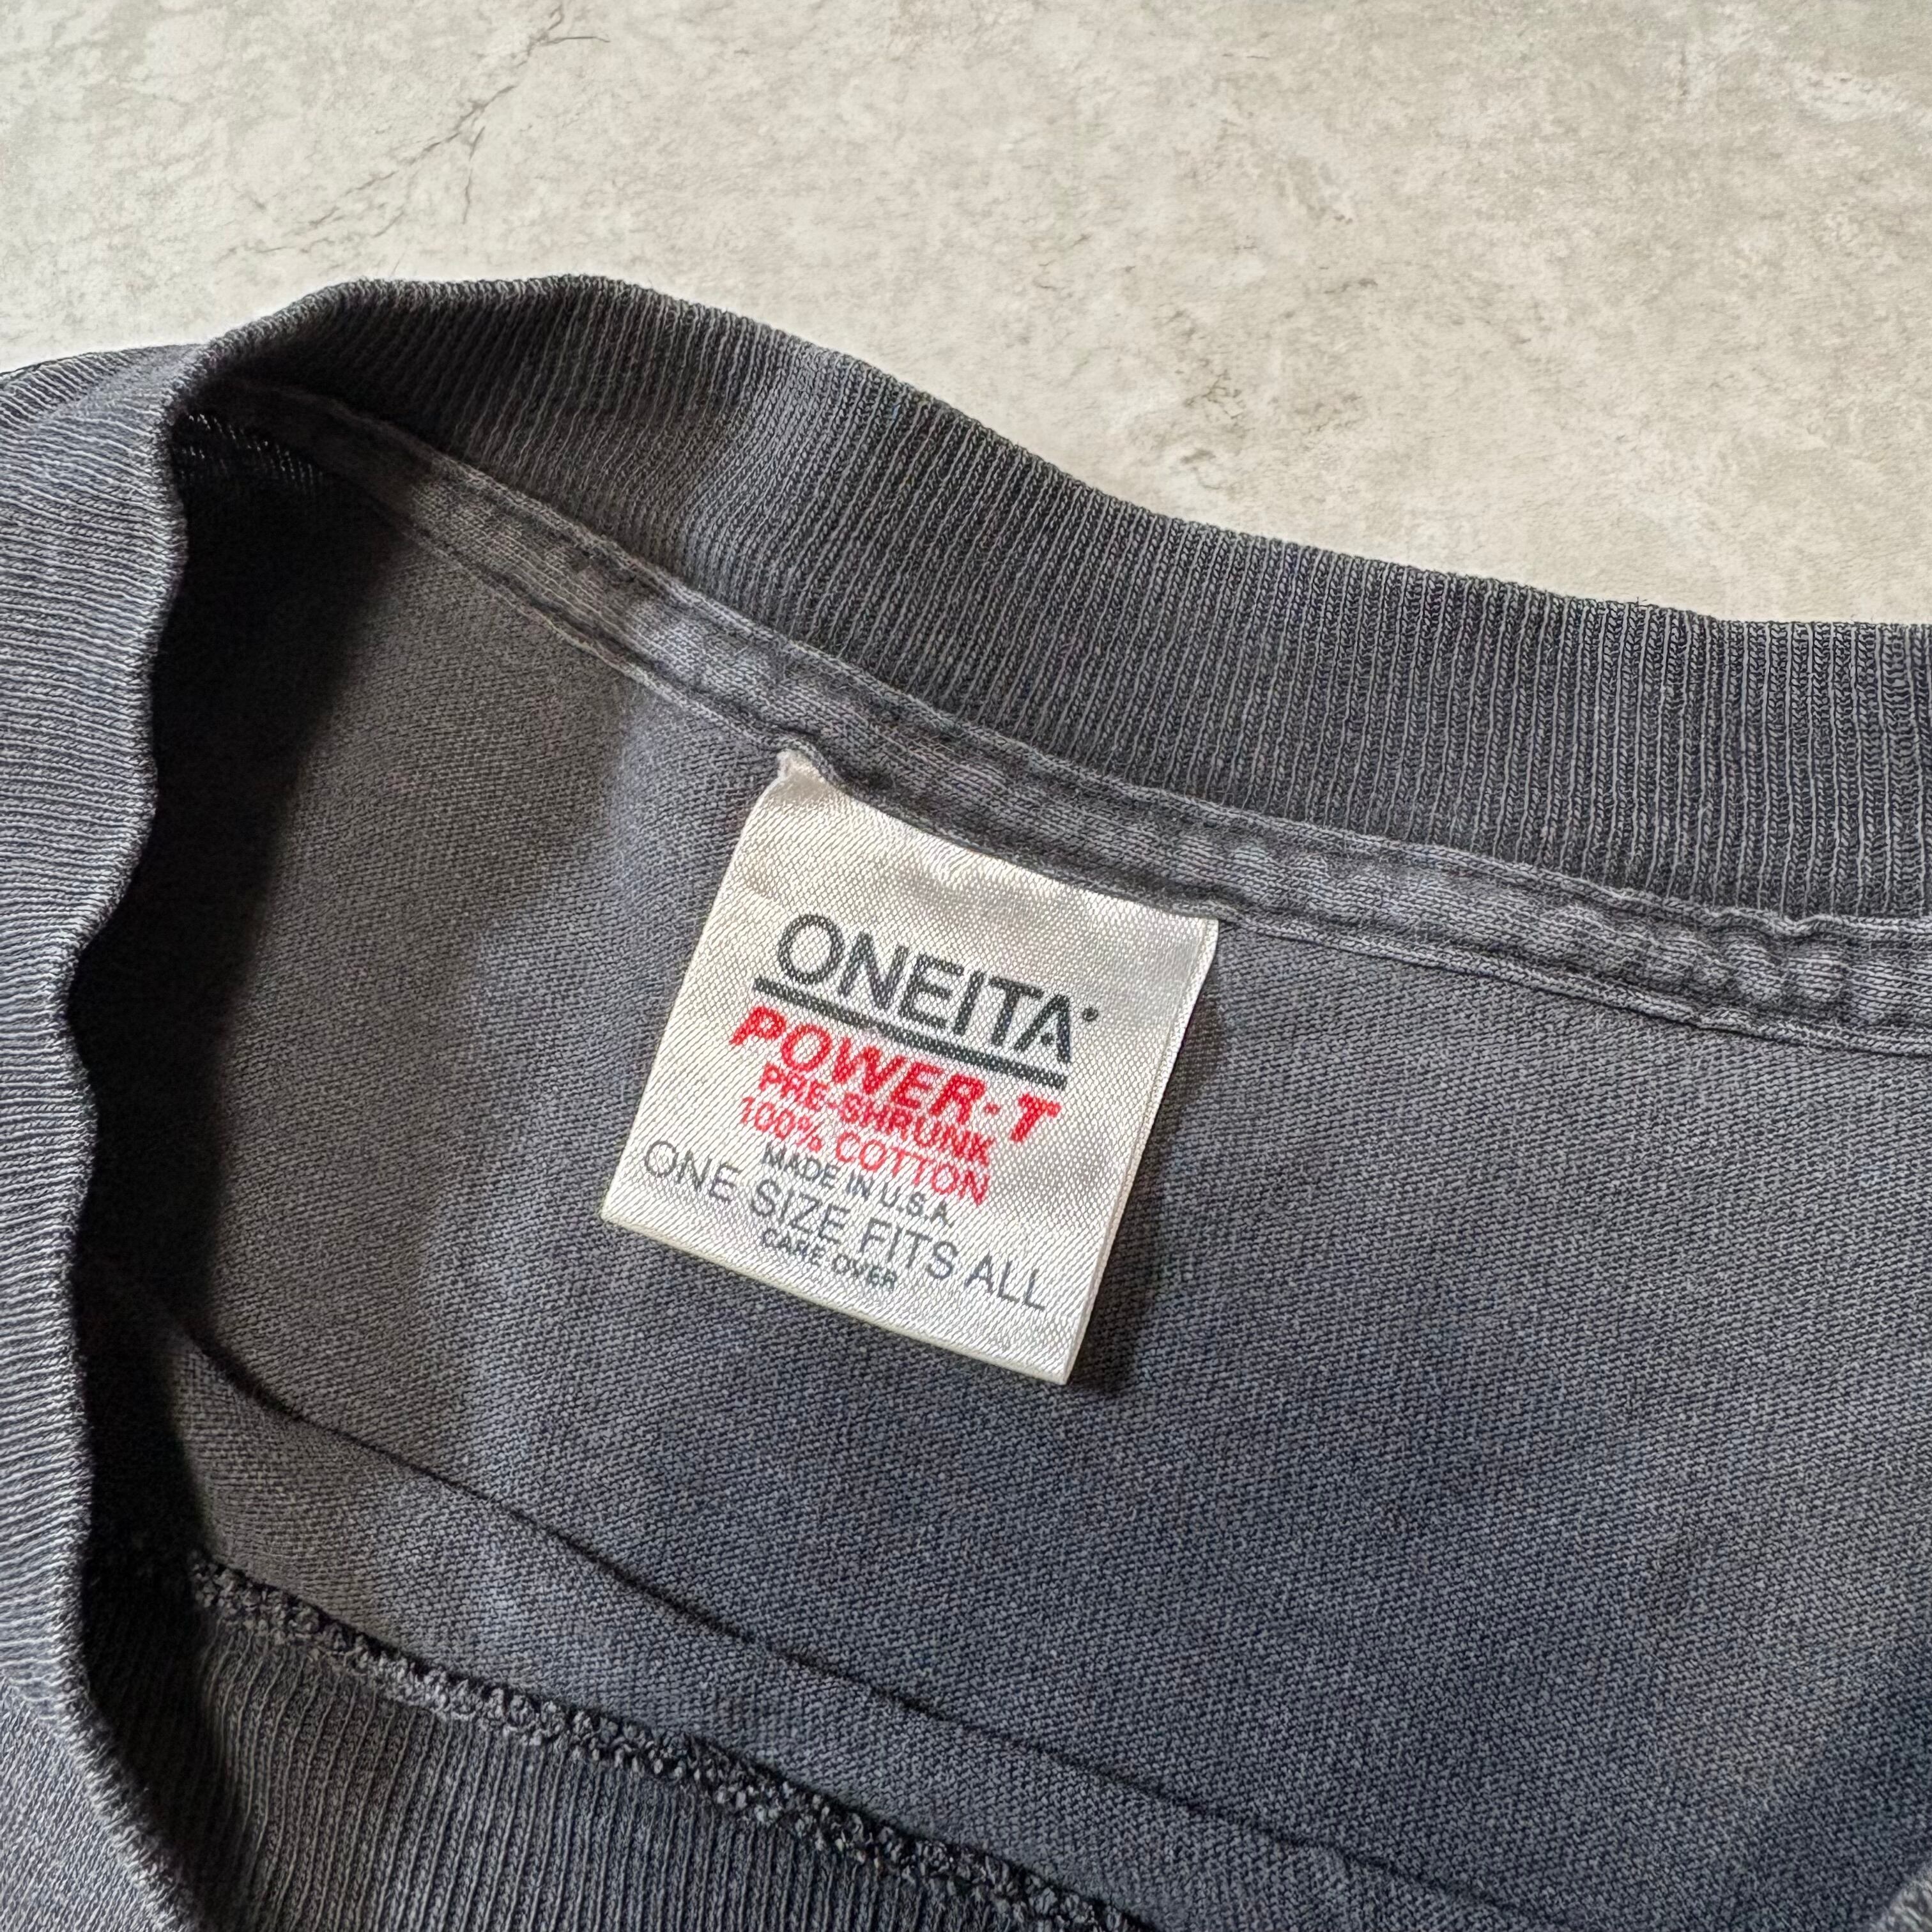 ONEITA
POWER-T
PRE-SHRUNK
100% COTTON
MADE IN U.S.A.
ONE SIZE FITS ALL
CARE OVER